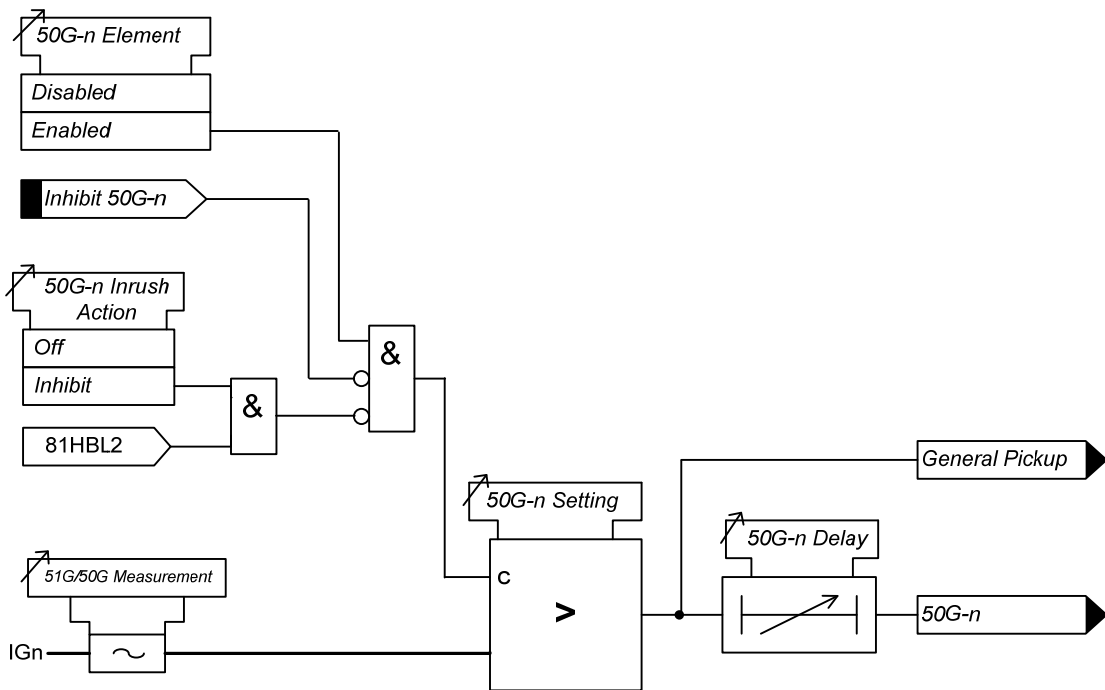 50G-n Element
Disabled
Enabled
Inhibit 50G-n
50G-n Inrush
Action
Off
Inhibit
&
&
81HBL2
General Pickup
50G-n Setting
50G-n Delay
51G/50G Measurement
c
>
50G-n
IGn
~